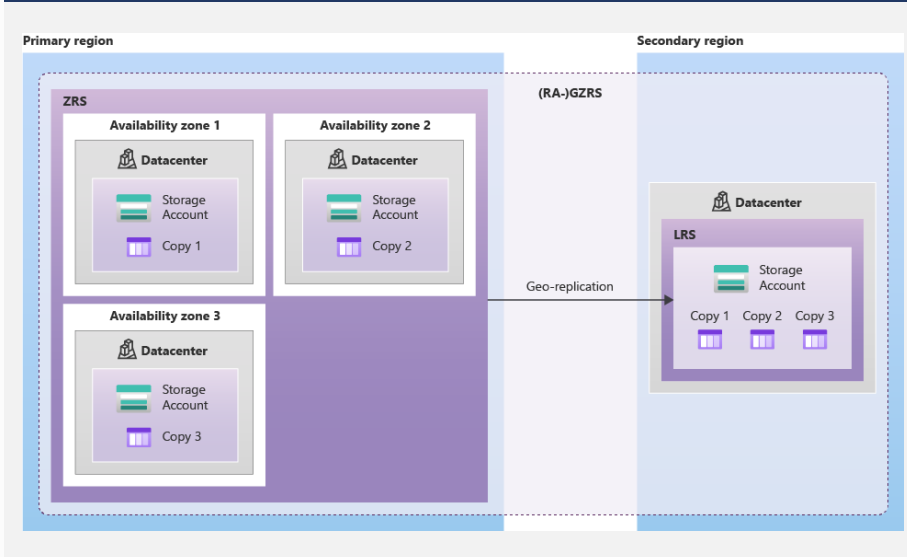 Primary region
Secondary region
(RA-)GZRS
ZRS
Availability zone 1
Datacenter
Storage
Account
Copy 1
Availability zone 2
Datacenter
Storage
Account
Copy 2
Availability zone 3
Datacenter
Storage
Account
Copy 3
Geo-replication
Datacenter
LRS
Storage
Account
Copy 1 Copy 2 Copy 3